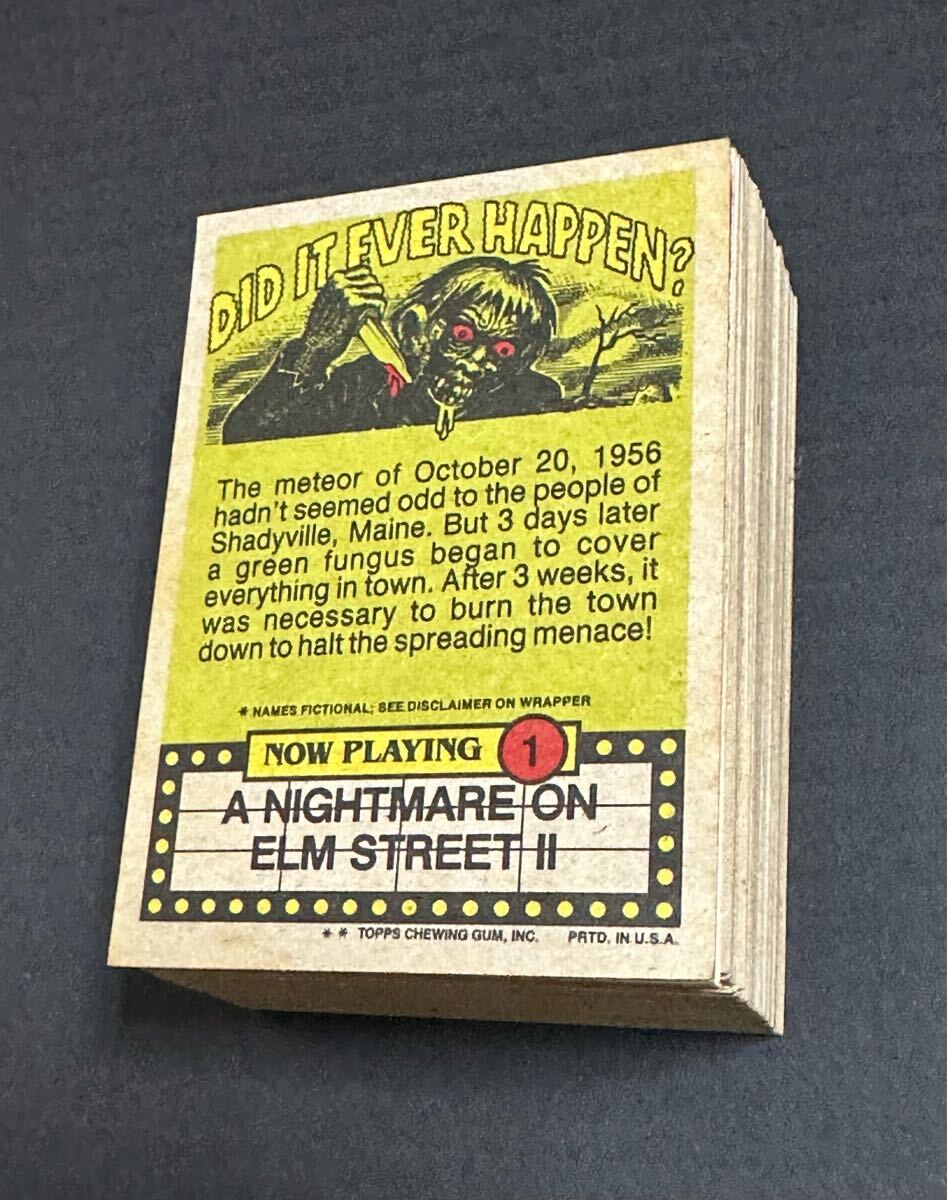 DID IT EVER HAPPEN?
The meteor of October 20, 1956
hadn't seemed odd to the people of
Shadyville, Maine. But 3 days later
a green fungus began to cover
everything in town. After 3 weeks, it
was necessary to burn the town
down to halt the spreading menace!
* NAMES FICTIONAL; SEE DISCLAIMER ON WRAPPER
NOW PLAYING 1
A NIGHTMARE ON
ELM STREET II
* * TOPPS CHEWING GUM, INC. PRTD. IN U.S.A.